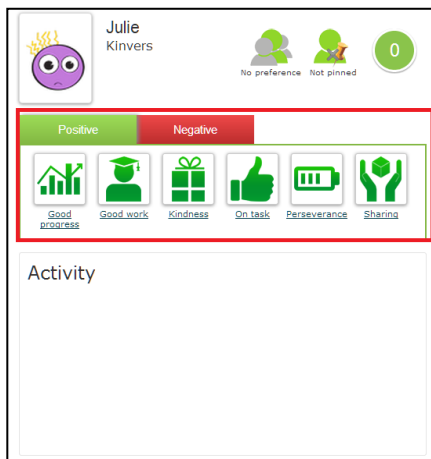 Julie
Kinvers
No preference Not pinned
0
Positive Negative
Good progress Good work Kindness On task Perseverance Sharing
Activity